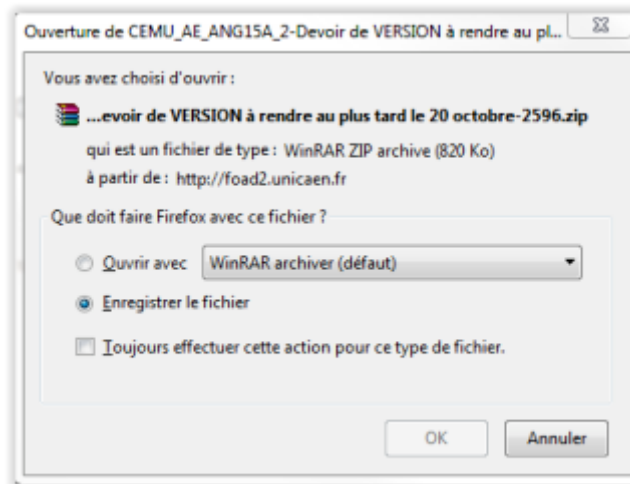 Ouverture de CEMU_AE_ANG15A_2-Devoir de VERSION à rendre au pl...
Vous avez choisi d'ouvrir :
...evoir de VERSION à rendre au plus tard le 20 octobre-2596.zip
qui est un fichier de type : WinRAR ZIP archive (820 Ko)
à partir de : http://foad2.unicaen.fr
Que doit faire Firefox avec ce fichier ?
Ouvrir avec WinRAR archiver (défaut)
Enregistrer le fichier
Toujours effectuer cette action pour ce type de fichier.
OK Annuler